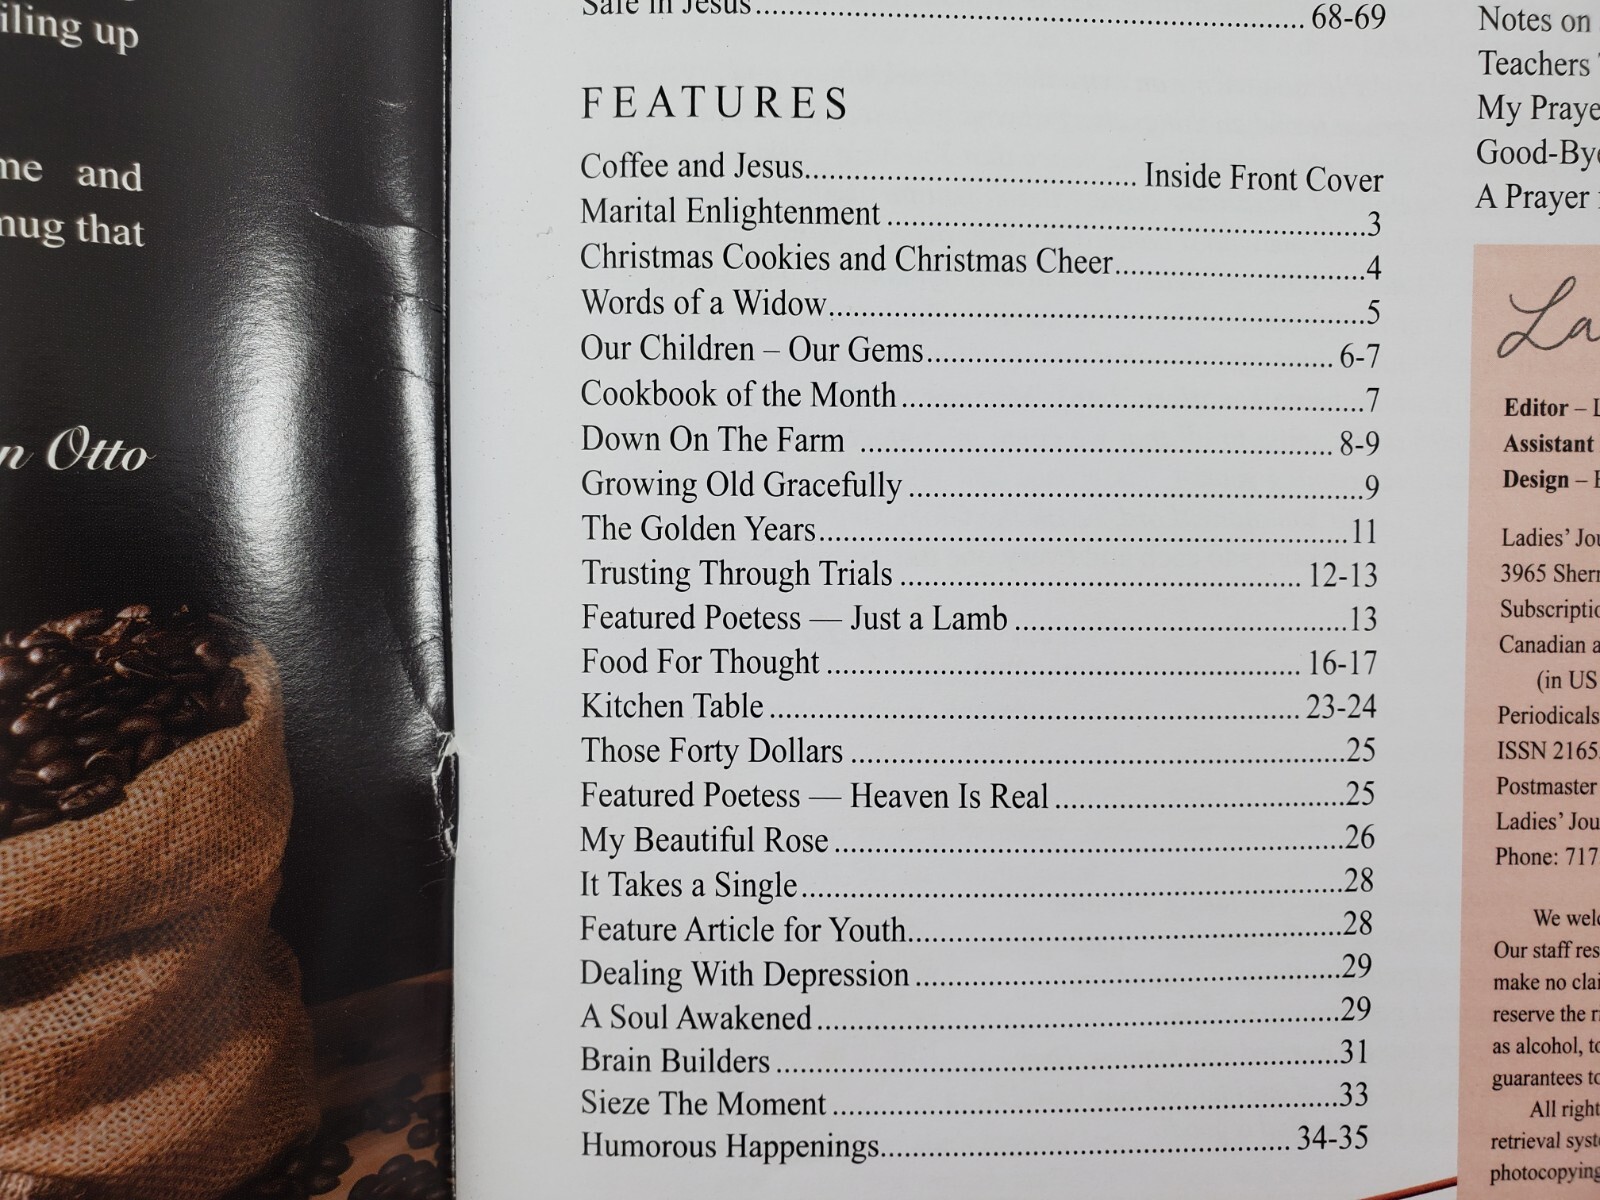 iling up
and
mug that
Otto
Safe in Jesus.......... 68-69
FEATURES
Coffee and Jesus.......... Inside Front Cover
Marital Enlightenment ..........3
Christmas Cookies and Christmas Cheer..........4
Words of a Widow..........5
Our Children – Our Gems.......... 6-7
Cookbook of the Month ..........7
Down On The Farm .......... 8-9
Growing Old Gracefully ..........9
The Golden Years..........11
Trusting Through Trials .......... 12-13
Featured Poetess — Just a Lamb ..........13
Food For Thought .......... 16-17
Kitchen Table .......... 23-24
Those Forty Dollars ..........25
Featured Poetess — Heaven Is Real ..........25
My Beautiful Rose ..........26
It Takes a Single..........28
Feature Article for Youth..........28
Dealing With Depression ..........29
A Soul Awakened ..........29
Brain Builders ..........31
Sieze The Moment ..........33
Humorous Happenings.......... 34-35
Notes on
Teachers
My Praye
Good-Bye
A Prayer
La
Editor –
Assistant
Design –
Ladies' Jou
3965 Sherr
Subscriptio
Canadian a
(in US
Periodicals
ISSN 2165
Postmaster
Ladies' Jou
Phone: 717
We welc
Our staff res
make no clai
reserve the r
as alcohol, to
guarantees to
All right
retrieval syst
photocopying